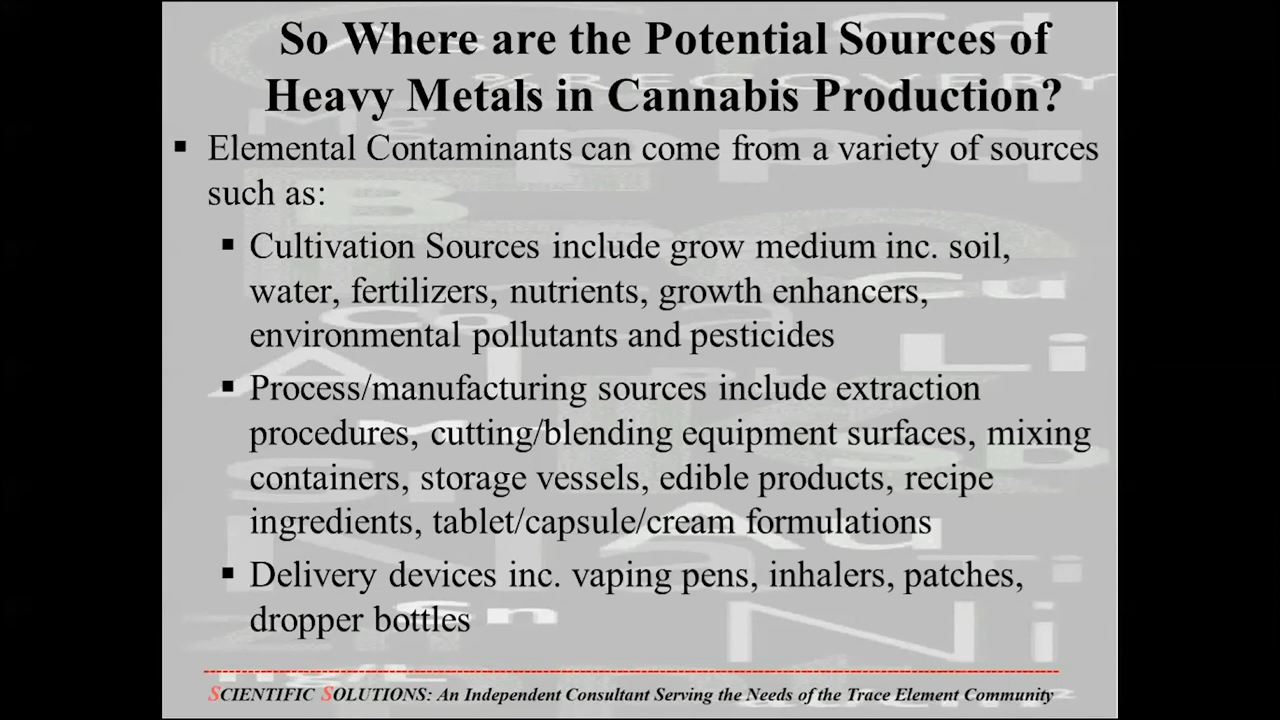 So Where are the Potential Sources of
Heavy Metals in Cannabis Production?
▪ Elemental Contaminants can come from a variety of sources
such as:
▪ Cultivation Sources include grow medium inc. soil,
water, fertilizers, nutrients, growth enhancers,
environmental pollutants and pesticides
▪ Process/manufacturing sources include extraction
procedures, cutting/blending equipment surfaces, mixing
containers, storage vessels, edible products, recipe
ingredients, tablet/capsule/cream formulations
▪ Delivery devices inc. vaping pens, inhalers, patches,
dropper bottles
SCIENTIFIC SOLUTIONS: An Independent Consultant Serving the Needs of the Trace Element Community